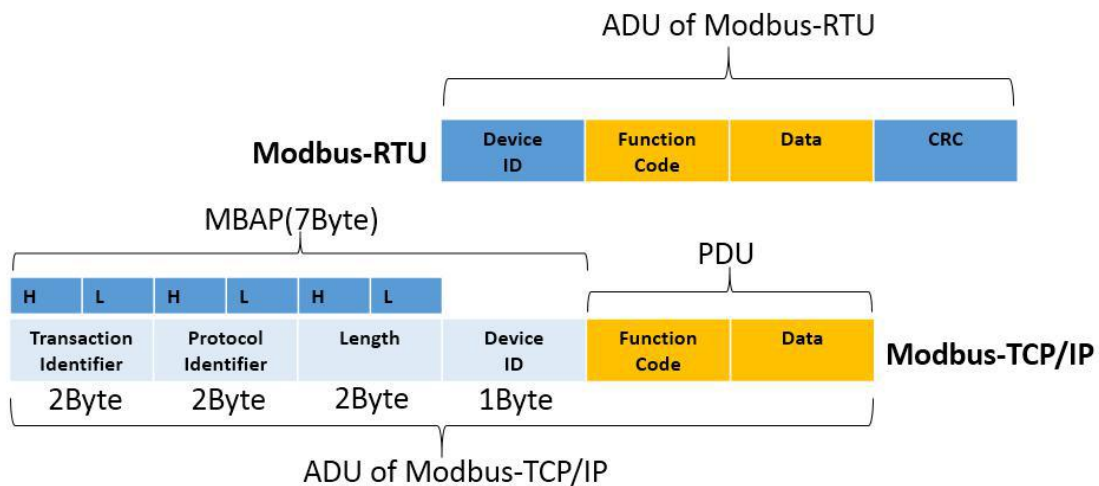 ADU of Modbus-RTU
Modbus-RTU
Device
ID
Function
Code
Data
CRC
MBAP(7Byte)
PDU
H L H L H L
Transaction
Identifier
Protocol
Identifier
Length
Device
ID
Function
Code
Data
Modbus-TCP/IP
2Byte 2Byte 2Byte 1Byte
ADU of Modbus-TCP/IP